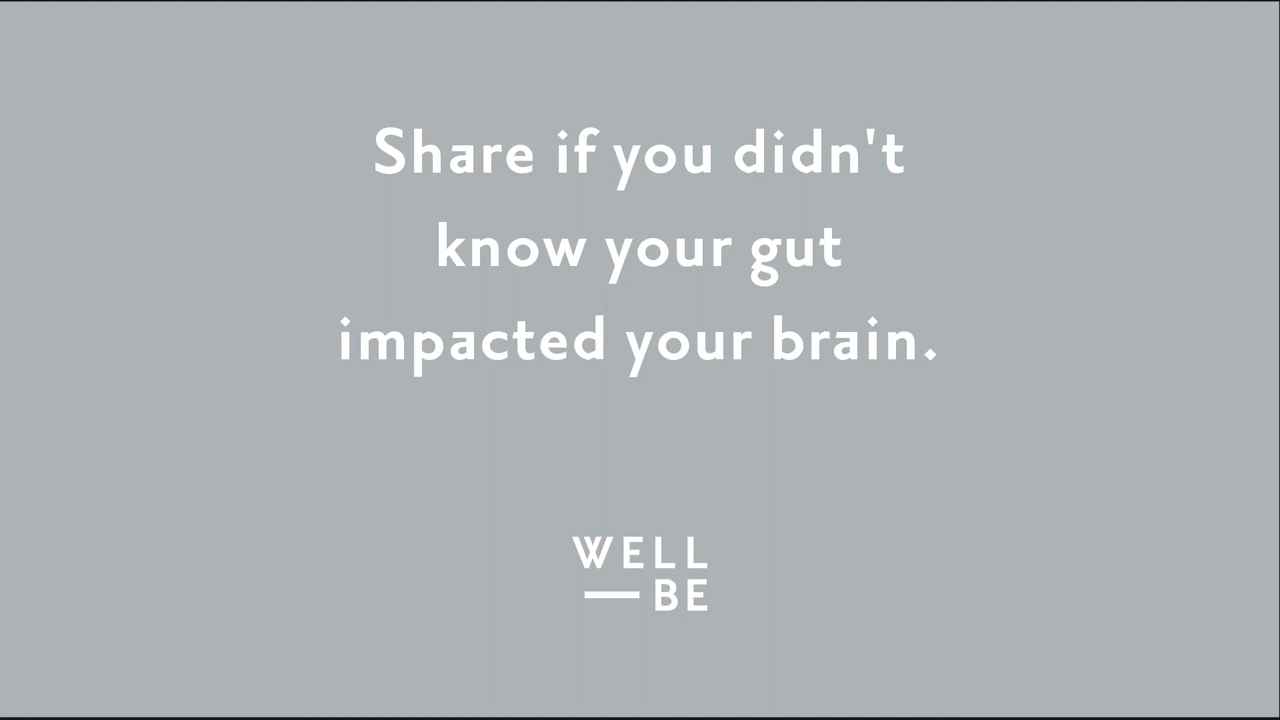 Share if you didn't
know your gut
impacted your brain.
WELL
—BE